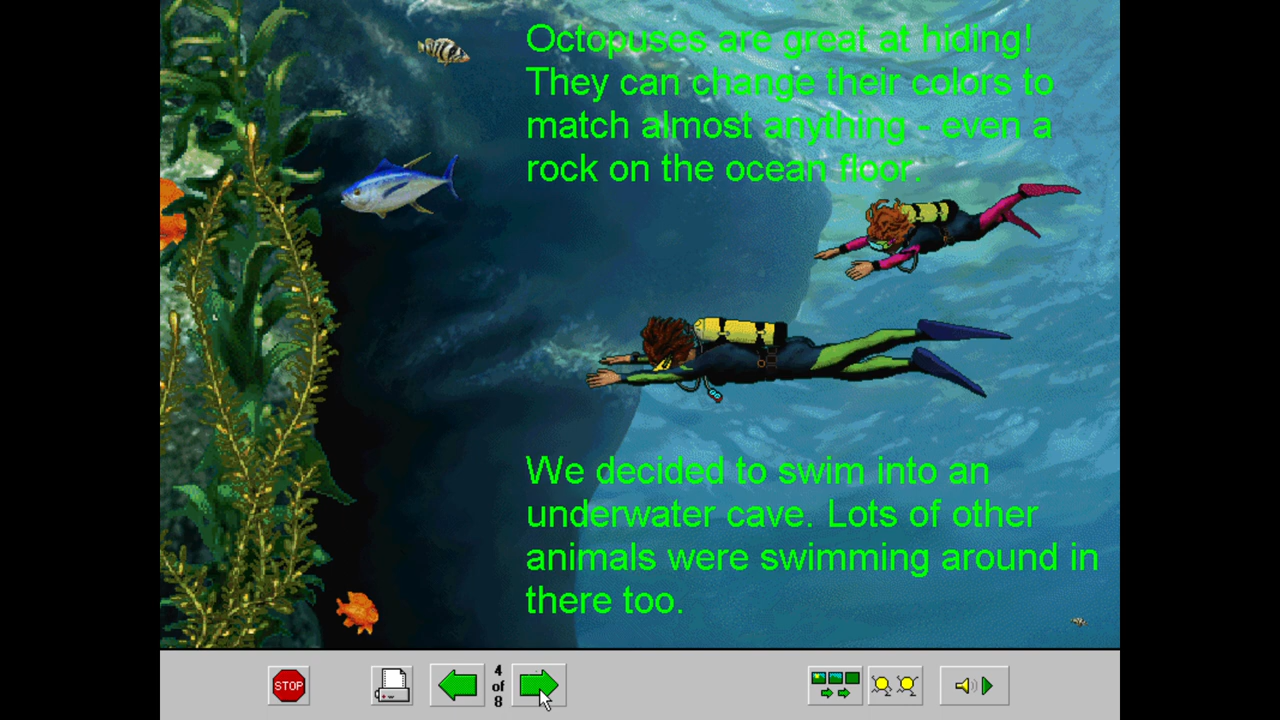 Octopuses are great at hiding!
They can change their colors to
match almost anything - even a
rock on the ocean floor.
We decided to swim into an
underwater cave. Lots of other
animals were swimming around in
there too.
STOP
4
of
8